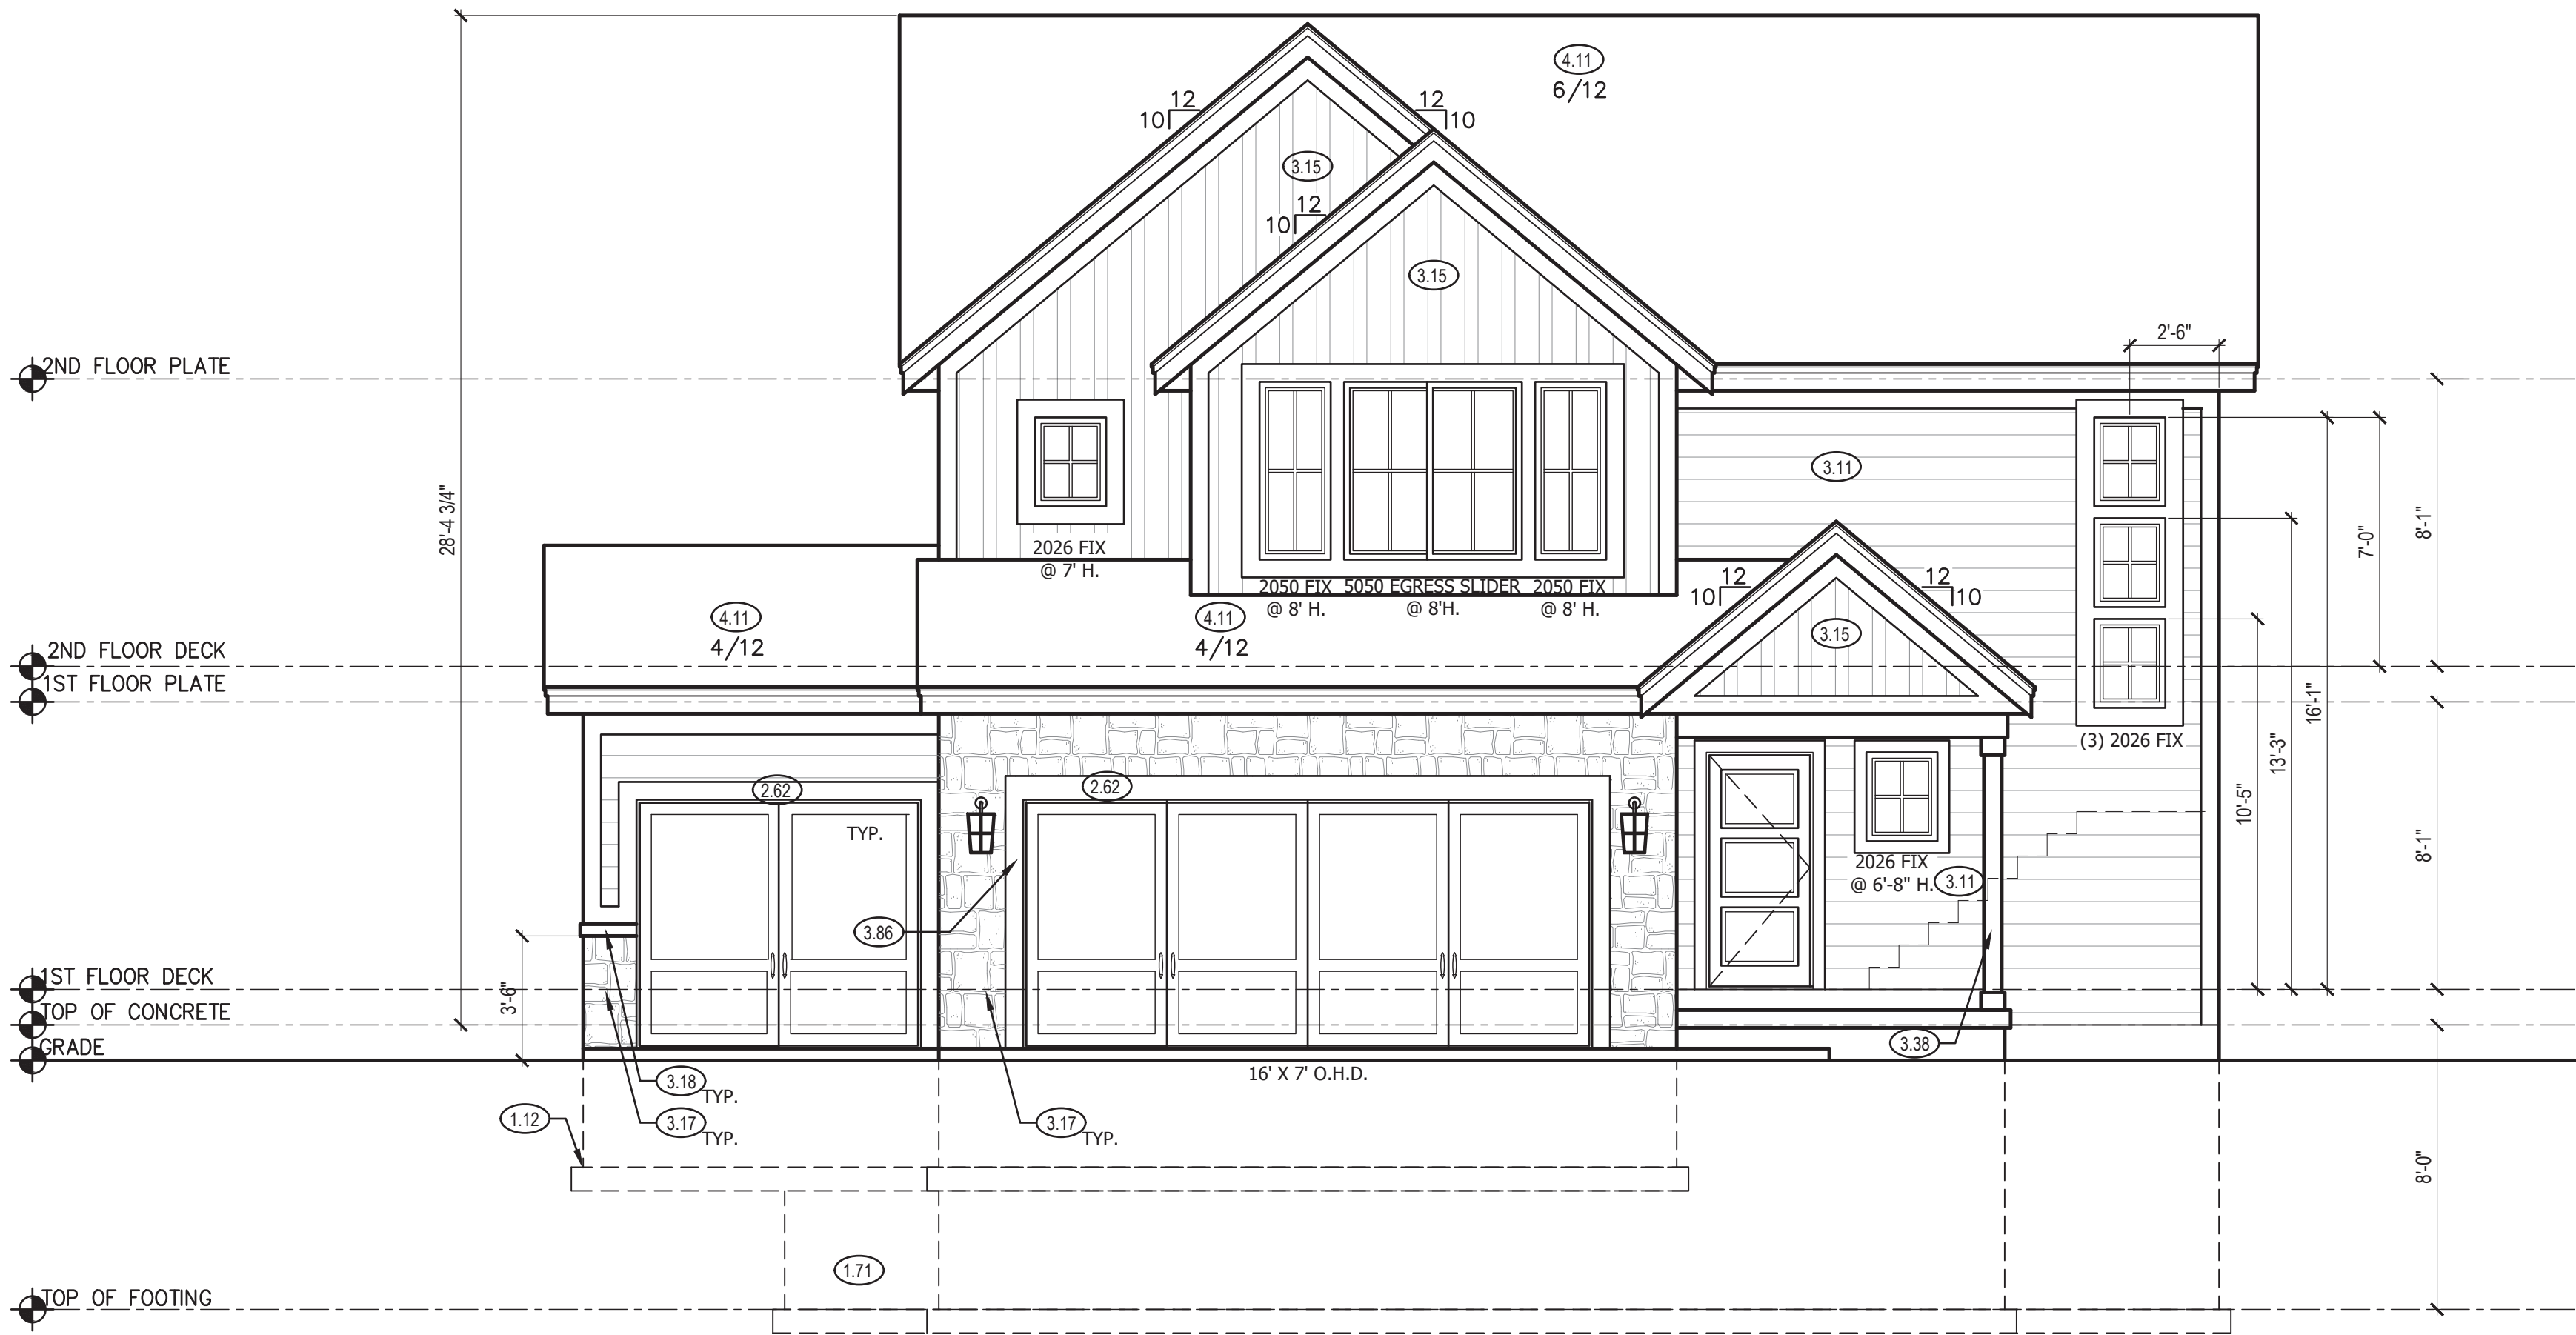 4.11
6/12
12
10
12
10
3.15
12
10
3.15
2'-6"
2ND FLOOR PLATE
28'-4 3/4"
3.11
7'-0"
8'-1"
2026 FIX
@ 7' H.
2050 FIX
@ 8' H.
5050 EGRESS SLIDER
@ 8'H.
2050 FIX
@ 8' H.
12
10
12
10
4.11
4/12
4.11
4/12
3.15
2ND FLOOR DECK
1ST FLOOR PLATE
16'-1"
13'-3"
10'-5"
8'-1"
(3) 2026 FIX
2.62
2.62
TYP.
2026 FIX
@ 6'-8" H.
3.11
3.86
3'-6"
1ST FLOOR DECK
TOP OF CONCRETE
GRADE
3.38
16' X 7' O.H.D.
3.18
TYP.
3.17
TYP.
3.17
TYP.
1.12
8'-0"
1.71
TOP OF FOOTING